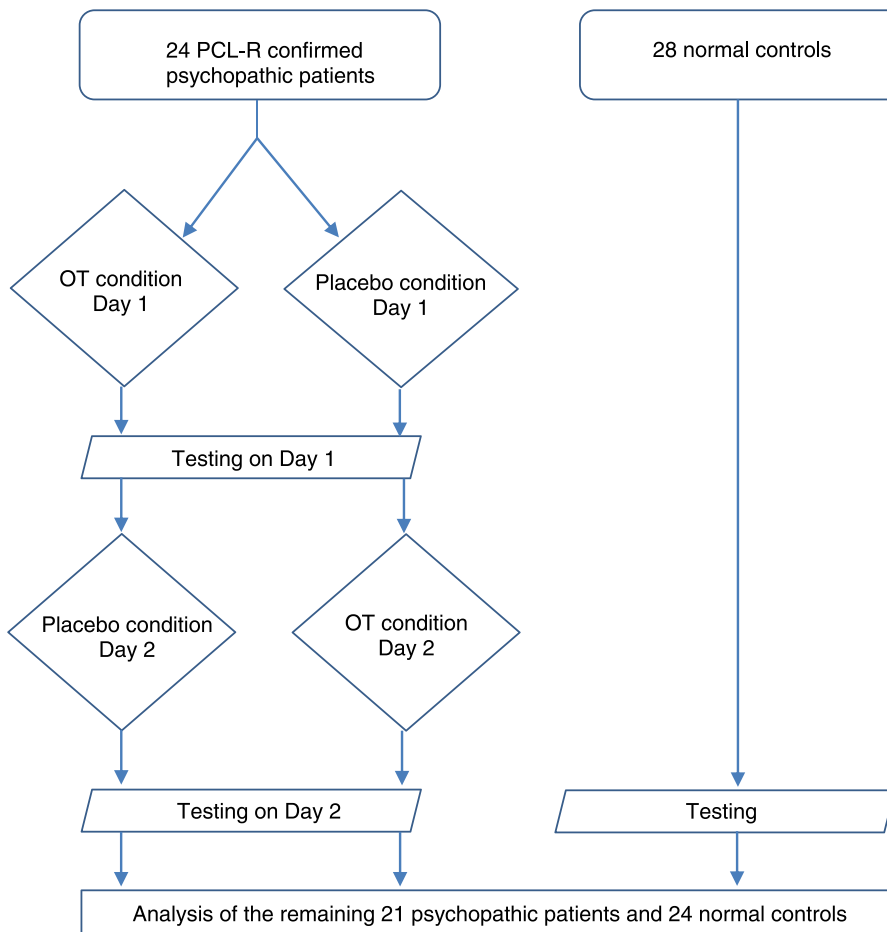 24 PCL-R confirmed
psychopathic patients
28 normal controls
OT condition
Day 1
Placebo condition
Day 1
Testing on Day 1
Placebo condition
Day 2
OT condition
Day 2
Testing on Day 2
Testing
Analysis of the remaining 21 psychopathic patients and 24 normal controls